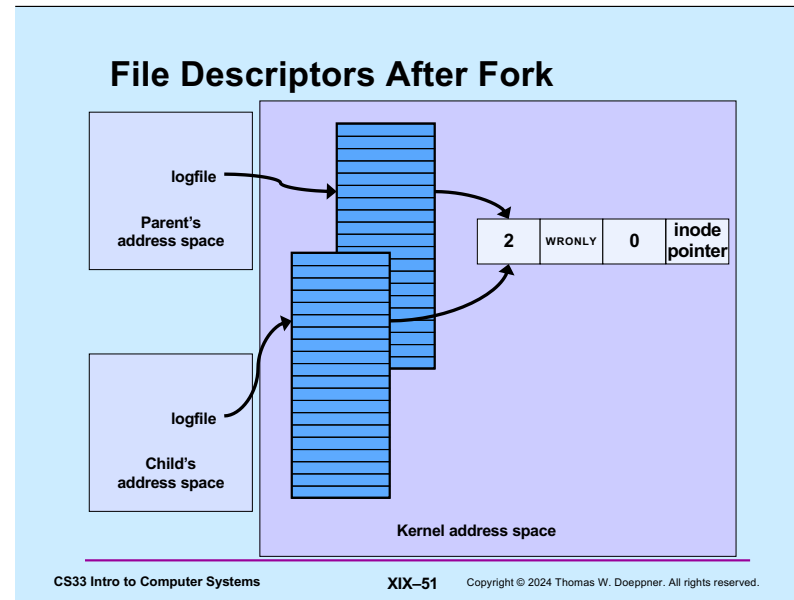 File Descriptors After Fork
logfile
Parent's
address space
2
WRONLY
0
inode
pointer
logfile
Child's
address space
Kernel address space
CS33 Intro to Computer Systems
XIX–51
Copyright © 2024 Thomas W. Doeppner. All rights reserved.